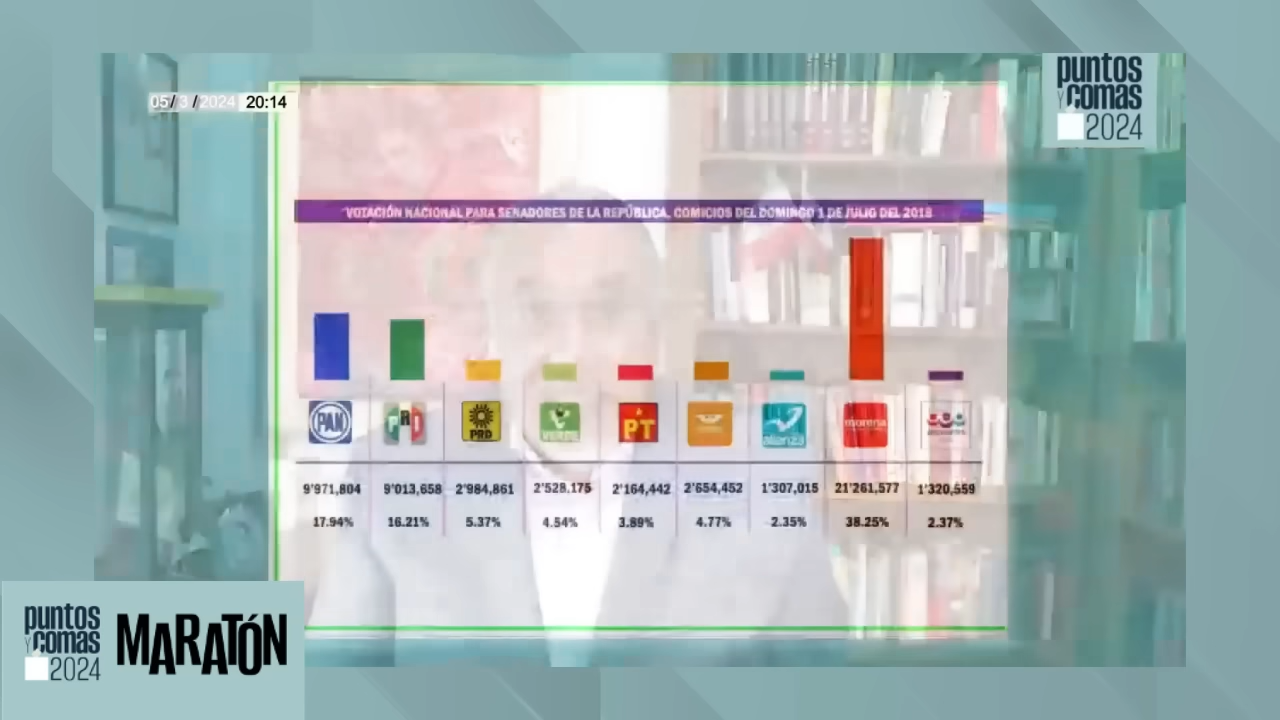 05/ 3 /2024 20:14
puntos
y comas
2024
VOTACIÓN NACIONAL PARA SENADORES DE LA REPÚBLICA. COMICIOS DEL DOMINGO 1 DE JULIO DEL 2018
PAN PRD PRD VERDE PT alianza morena
9'971,804 9'013,658 2'984,861 2'528,175 2'164,442 2'654,452 1'307,015 21'261,577 1'320,559
17.94% 16.21% 5.37% 4.54% 3.89% 4.77% 2.35% 38.25% 2.37%
puntos
y comas
2024
MARATÓN